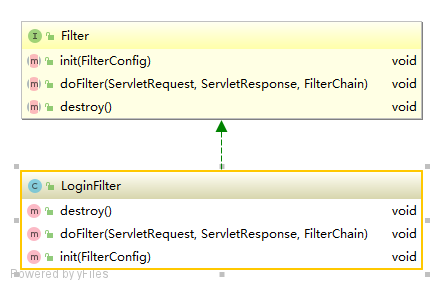 I Filter
m init(FilterConfig) void
m doFilter(ServletRequest, ServletResponse, FilterChain) void
m destroy() void
C LoginFilter
m destroy() void
m doFilter(ServletRequest, ServletResponse, FilterChain) void
m init(FilterConfig) void
Powered by yFiles